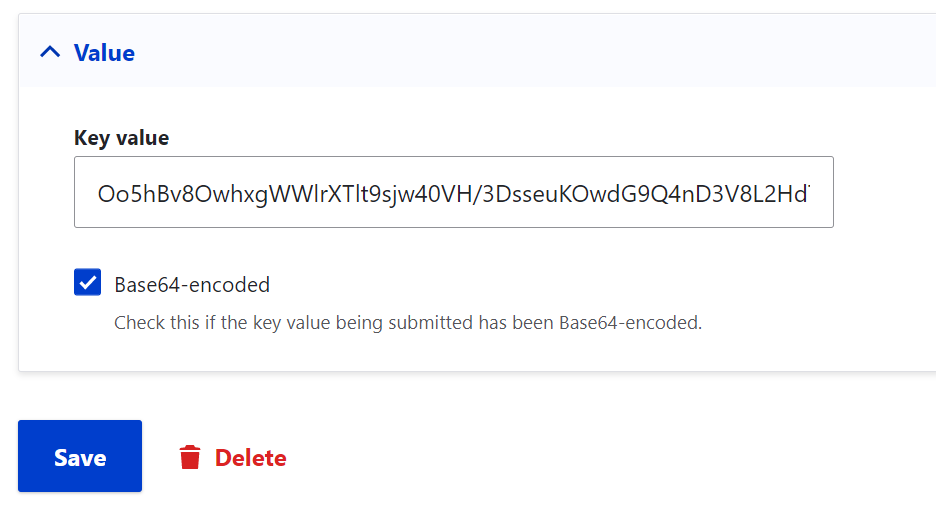 Value
Key value
Oo5hBv8OwhxgWWlrXTlt9sjw40VH/3DsseuKOwdG9Q4nD3V8L2Hd
Base64-encoded
Check this if the key value being submitted has been Base64-encoded.
Save
Delete